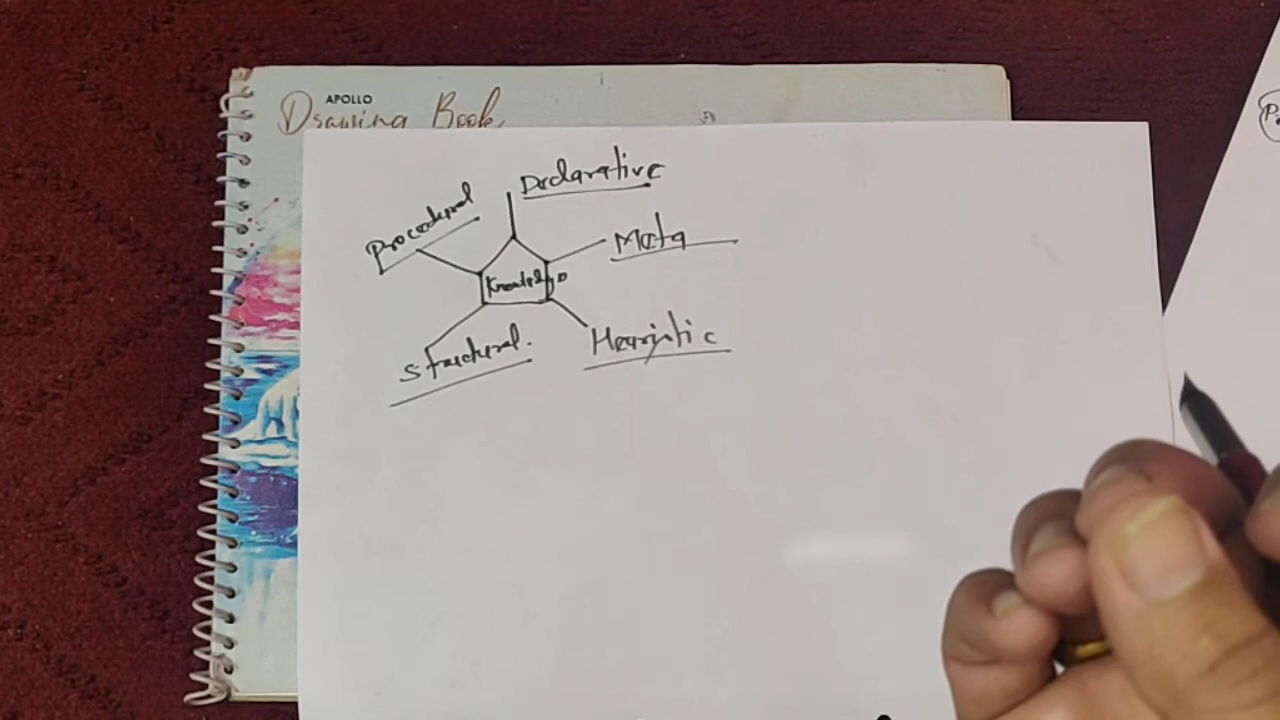 APOLLO
Drawing Book
Declarative
Procedural
Meta
Knowledge
Heuristic
Structural.